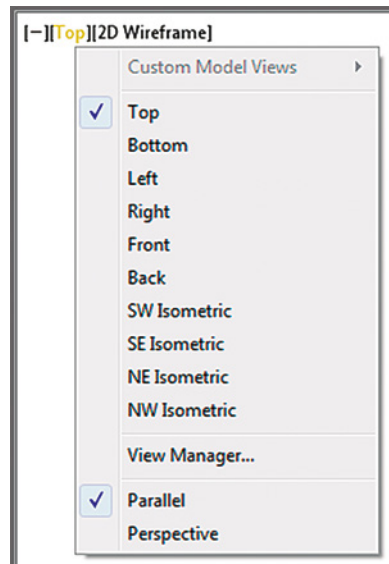 [−][Top][2D Wireframe]
Custom Model Views
Top
Bottom
Left
Right
Front
Back
SW Isometric
SE Isometric
NE Isometric
NW Isometric
View Manager...
Parallel
Perspective